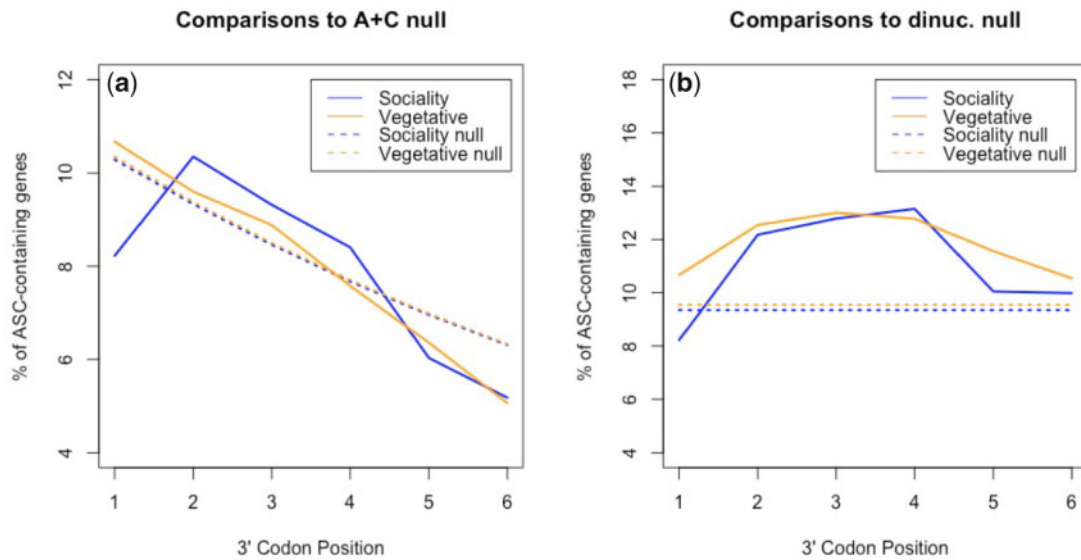 Comparisons to A+C null
(a)
Sociality
Vegetative
Sociality null
Vegetative null
% of ASC-containing genes
12
10
8
6
4
1 2 3 4 5 6
3' Codon Position
Comparisons to dinuc. null
(b)
Sociality
Vegetative
Sociality null
Vegetative null
% of ASC-containing genes
18
16
14
12
10
8
6
4
1 2 3 4 5 6
3' Codon Position